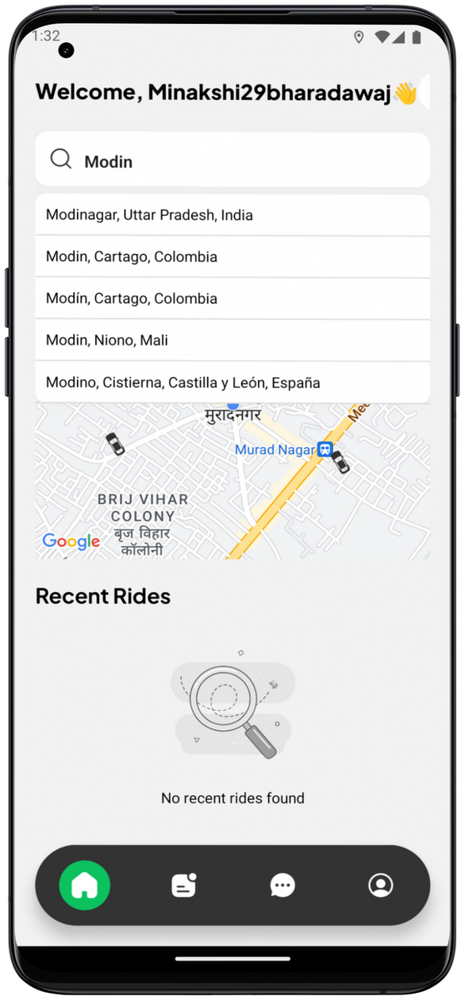 1:32
Welcome, Minakshi29bharadawaj👋
Modin
Modinagar, Uttar Pradesh, India
Modin, Cartago, Colombia
Modín, Cartago, Colombia
Modin, Niono, Mali
Modino, Cistierna, Castilla y León, España
मुरादनगर
Murad Nagar
BRIJ VIHAR
COLONY
बृज विहार
कॉलोनी
Google
Recent Rides
No recent rides found